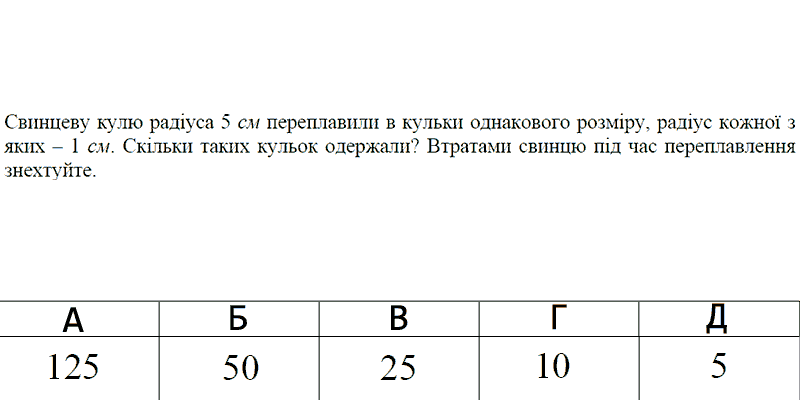 Свинцеву кулю радіуса 5 см переплавили в кульки однакового розміру, радіус кожної з
яких – 1 см. Скільки таких кульок одержали? Втратами свинцю під час переплавлення
знехтуйте.
А Б В Г Д
125 50 25 10 5